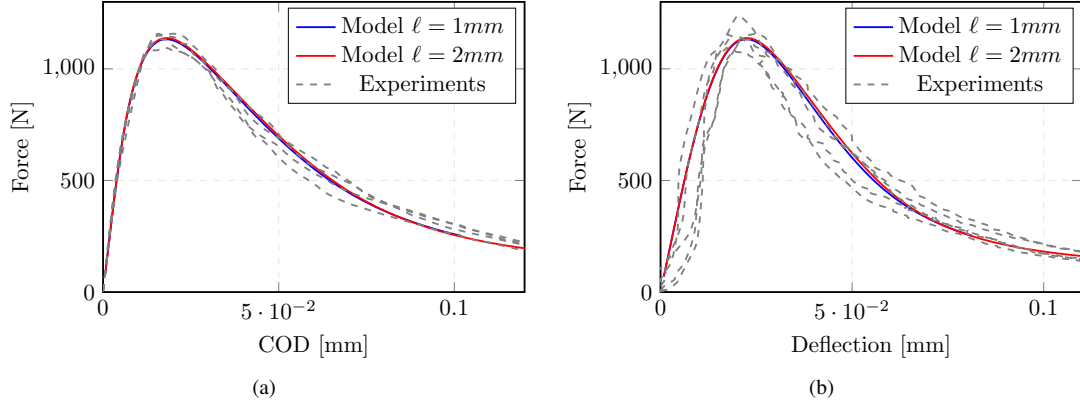 Model ℓ = 1mm
Model ℓ = 2mm
Experiments
1,000
500
0
Force [N]
0
5 · 10⁻²
0.1
COD [mm]
(a)
Model ℓ = 1mm
Model ℓ = 2mm
Experiments
1,000
500
0
Force [N]
0
5 · 10⁻²
0.1
Deflection [mm]
(b)